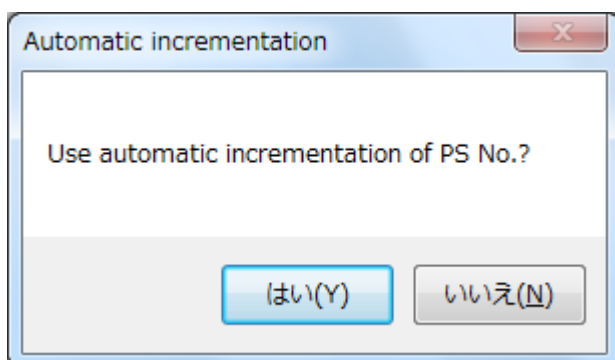 Automatic incrementation
Use automatic incrementation of PS No.?
はい(Y)
いいえ(N)